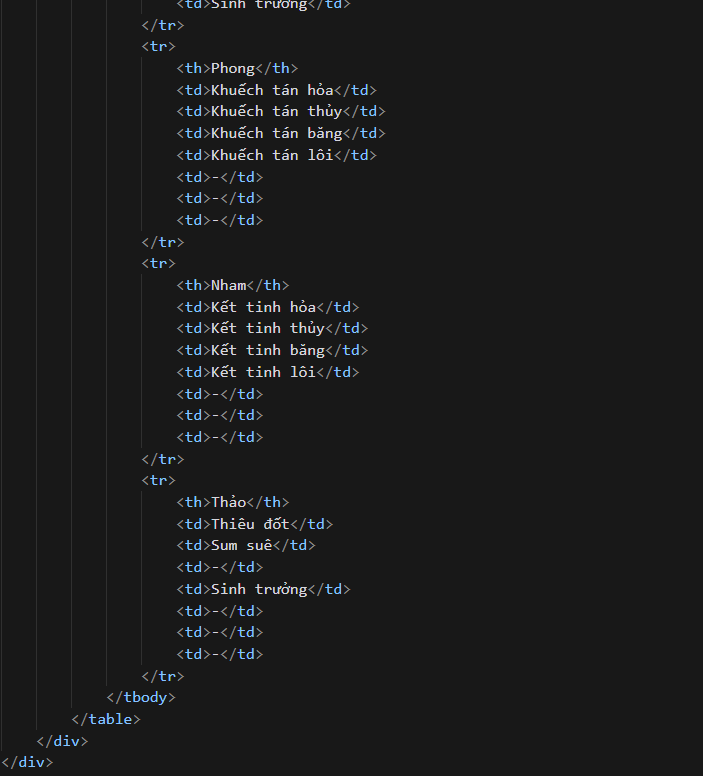 <td>Sinh trưởng</td>
</tr>
<tr>
<th>Phong</th>
<td>Khuếch tán hỏa</td>
<td>Khuếch tán thủy</td>
<td>Khuếch tán băng</td>
<td>Khuếch tán lôi</td>
<td>-</td>
<td>-</td>
<td>-</td>
</tr>
<tr>
<th>Nham</th>
<td>Kết tinh hỏa</td>
<td>Kết tinh thủy</td>
<td>Kết tinh băng</td>
<td>Kết tinh lôi</td>
<td>-</td>
<td>-</td>
<td>-</td>
</tr>
<tr>
<th>Thảo</th>
<td>Thiêu đốt</td>
<td>Sum suê</td>
<td>-</td>
<td>Sinh trưởng</td>
<td>-</td>
<td>-</td>
<td>-</td>
</tr>
</tbody>
</table>
</div>
</div>